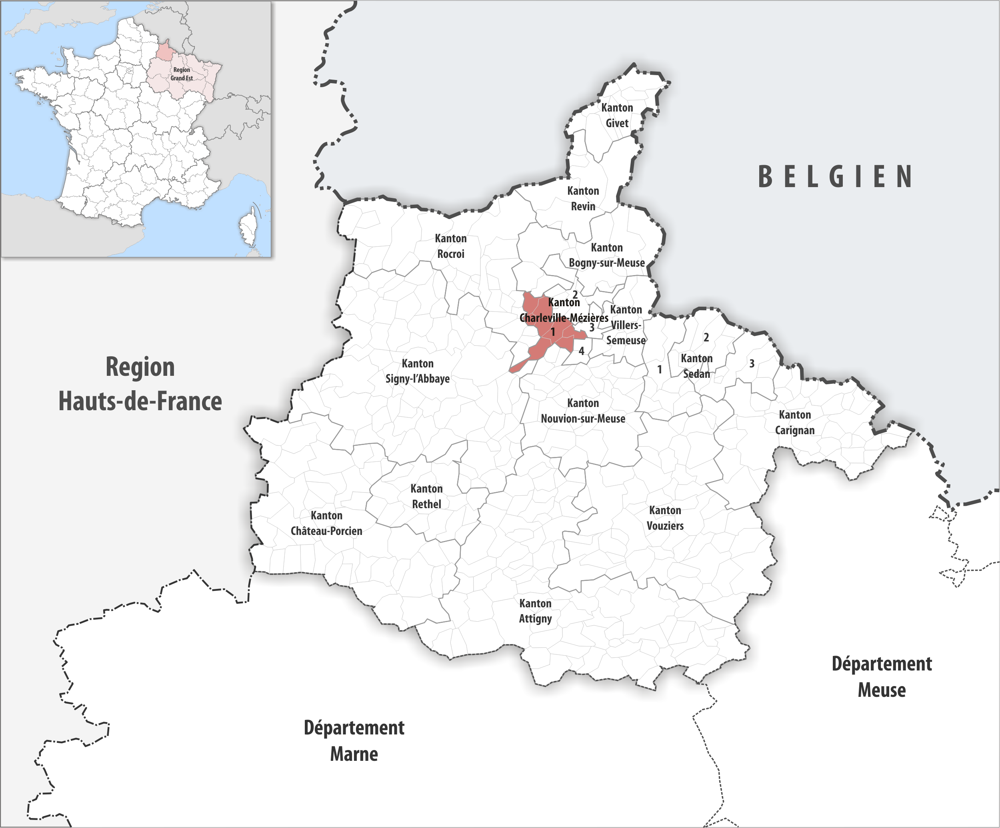 Region
Grand Est
Kanton
Givet
BELGIEN
Kanton
Revin
Kanton
Rocroi
Kanton
Bogny-sur-Meuse
2
Kanton
Charleville-Mézières
1
3
4
Kanton
Villers-
Semeuse
2
Kanton
Sedan
1
3
Region
Hauts-de-France
Kanton
Signy-l'Abbaye
Kanton
Nouvion-sur-Meuse
Kanton
Carignan
Kanton
Rethel
Kanton
Château-Porcien
Kanton
Vouziers
Kanton
Attigny
Département
Meuse
Département
Marne